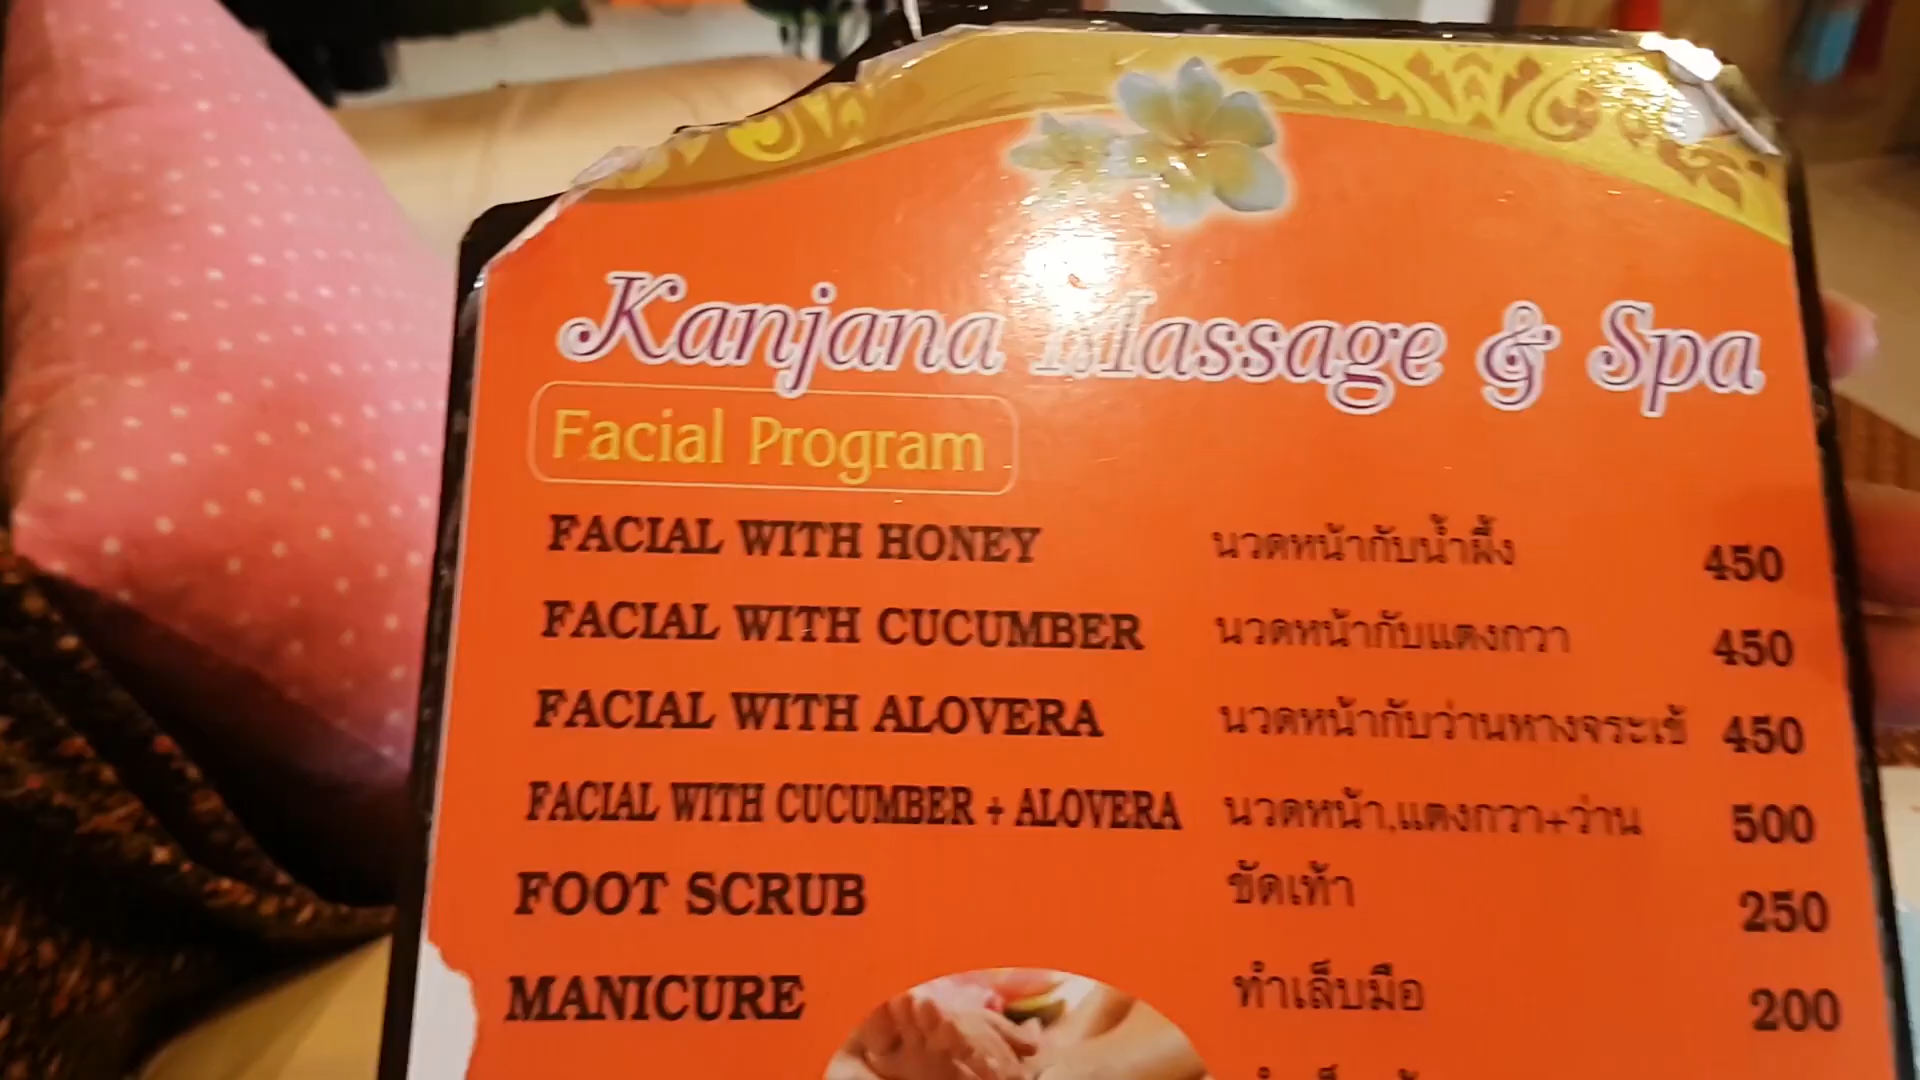 Kanjana Massage & Spa
Facial Program
FACIAL WITH HONEY นวดหน้ากับน้ำผึ้ง 450
FACIAL WITH CUCUMBER นวดหน้ากับแตงกวา 450
FACIAL WITH ALOVERA นวดหน้ากับว่านหางจระเข้ 450
FACIAL WITH CUCUMBER + ALOVERA นวดหน้า,แตงกวา+ว่าน 500
FOOT SCRUB ขัดเท้า 250
MANICURE ทำเล็บมือ 200